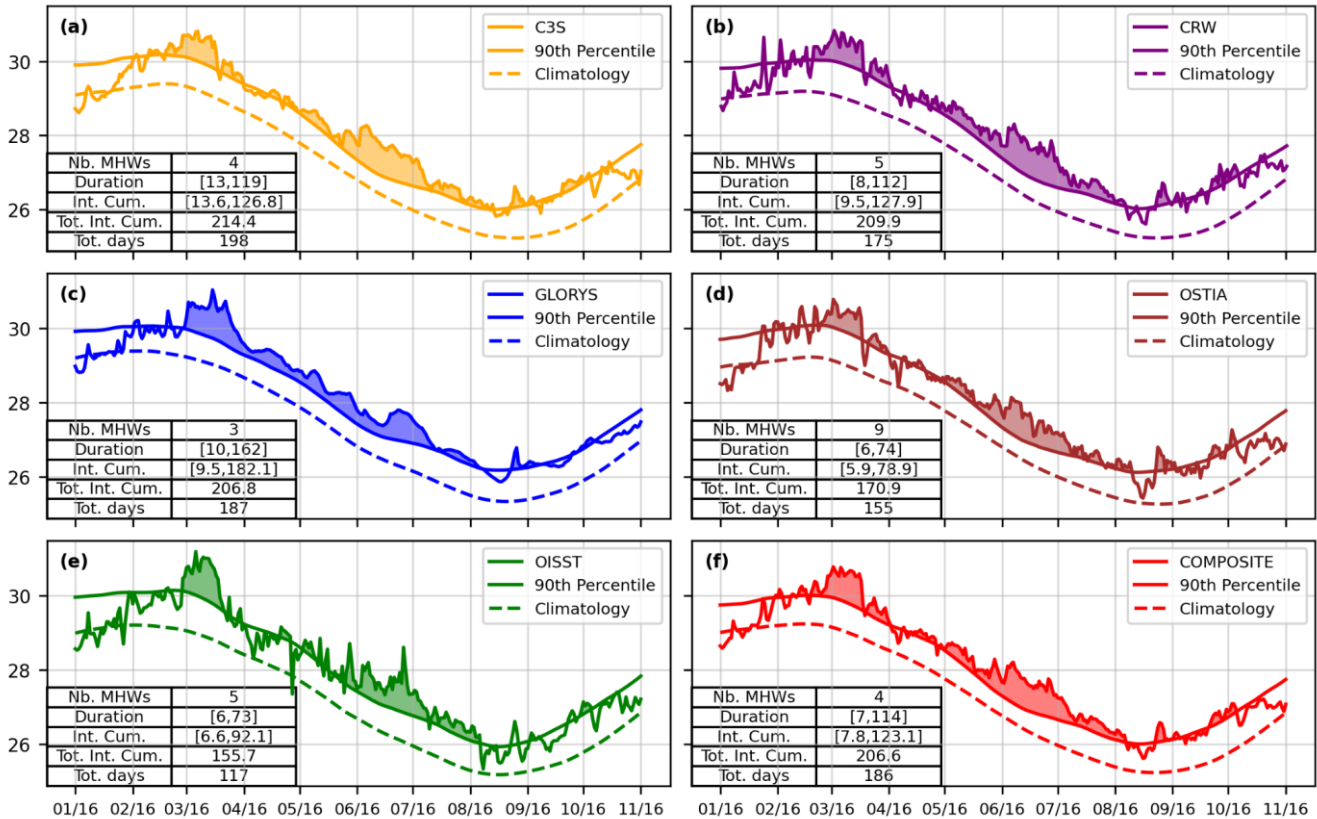 (a)
C3S
90th Percentile
Climatology
30
28
26
Nb. MHWs 4
Duration [13,119]
Int. Cum. [13.6,126.8]
Tot. Int. Cum. 214.4
Tot. days 198
(b)
CRW
90th Percentile
Climatology
Nb. MHWs 5
Duration [8,112]
Int. Cum. [9.5,127.9]
Tot. Int. Cum. 209.9
Tot. days 175
(c)
GLORYS
90th Percentile
Climatology
30
28
26
Nb. MHWs 3
Duration [10,162]
Int. Cum. [9.5,182.1]
Tot. Int. Cum. 206.8
Tot. days 187
(d)
OSTIA
90th Percentile
Climatology
Nb. MHWs 9
Duration [6,74]
Int. Cum. [5.9,78.9]
Tot. Int. Cum. 170.9
Tot. days 155
(e)
OISST
90th Percentile
Climatology
30
28
26
Nb. MHWs 5
Duration [6,73]
Int. Cum. [6.6,92.1]
Tot. Int. Cum. 155.7
Tot. days 117
01/16 02/16 03/16 04/16 05/16 06/16 07/16 08/16 09/16 10/16 11/16
(f)
COMPOSITE
90th Percentile
Climatology
Nb. MHWs 4
Duration [7,114]
Int. Cum. [7.8,123.1]
Tot. Int. Cum. 206.6
Tot. days 186
01/16 02/16 03/16 04/16 05/16 06/16 07/16 08/16 09/16 10/16 11/16